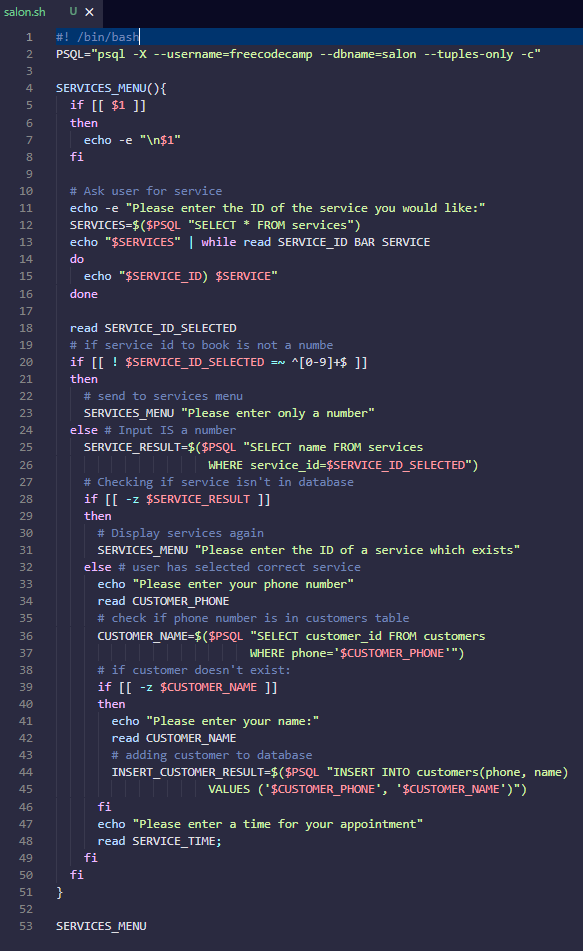 salon.sh U ✕
1 #! /bin/bash
2 PSQL="psql -X --username=freecodecamp --dbname=salon --tuples-only -c"
3
4 SERVICES_MENU(){
5   if [[ $1 ]]
6   then
7     echo -e "\n$1"
8   fi
9
10   # Ask user for service
11   echo -e "Please enter the ID of the service you would like:"
12   SERVICES=$($PSQL "SELECT * FROM services")
13   echo "$SERVICES" | while read SERVICE_ID BAR SERVICE
14   do
15     echo "$SERVICE_ID) $SERVICE"
16   done
17
18   read SERVICE_ID_SELECTED
19   # if service id to book is not a numbe
20   if [[ ! $SERVICE_ID_SELECTED =~ ^[0-9]+$ ]]
21   then
22     # send to services menu
23     SERVICES_MENU "Please enter only a number"
24   else # Input IS a number
25     SERVICE_RESULT=$($PSQL "SELECT name FROM services
26                       WHERE service_id=$SERVICE_ID_SELECTED")
27     # Checking if service isn't in database
28     if [[ -z $SERVICE_RESULT ]]
29     then
30       # Display services again
31       SERVICES_MENU "Please enter the ID of a service which exists"
32     else # user has selected correct service
33       echo "Please enter your phone number"
34       read CUSTOMER_PHONE
35       # check if phone number is in customers table
36       CUSTOMER_NAME=$($PSQL "SELECT customer_id FROM customers
37                             WHERE phone='$CUSTOMER_PHONE'")
38       # if customer doesn't exist:
39       if [[ -z $CUSTOMER_NAME ]]
40       then
41         echo "Please enter your name:"
42         read CUSTOMER_NAME
43         # adding customer to database
44         INSERT_CUSTOMER_RESULT=$($PSQL "INSERT INTO customers(phone, name)
45                       VALUES ('$CUSTOMER_PHONE', '$CUSTOMER_NAME')")
46       fi
47       echo "Please enter a time for your appointment"
48       read SERVICE_TIME;
49     fi
50   fi
51 }
52
53 SERVICES_MENU